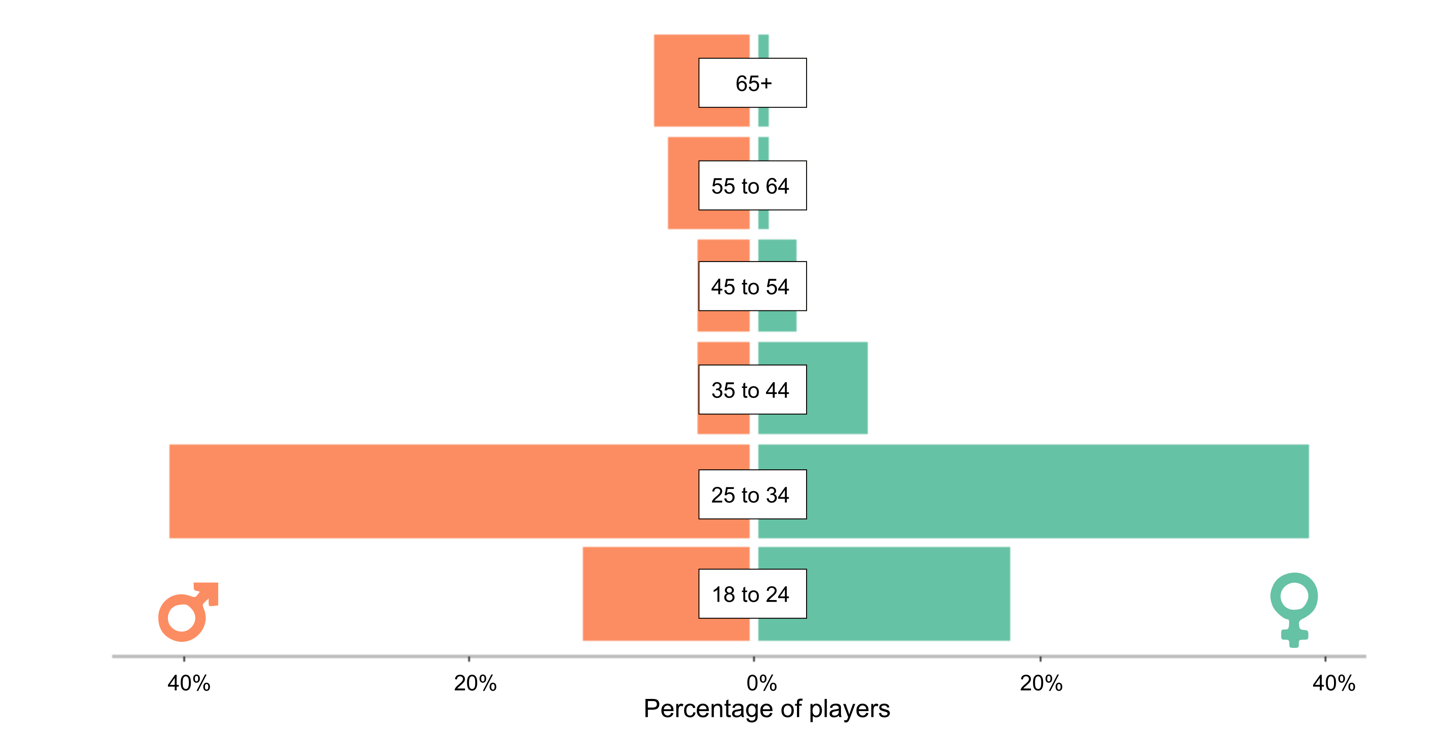 65+
55 to 64
45 to 54
35 to 44
25 to 34
18 to 24
40% 20% 0% 20% 40%
Percentage of players